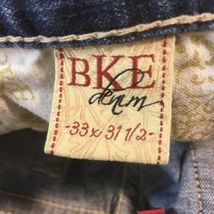 BKE
denim
-33 x 31 1/2-